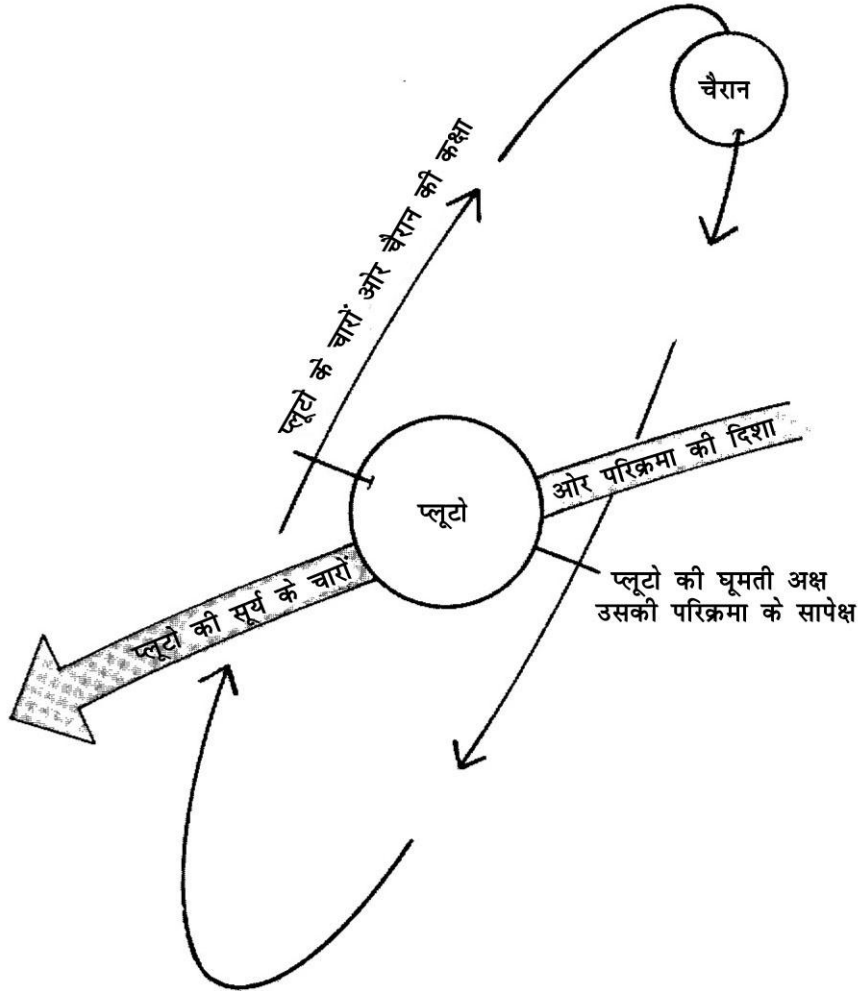 चैरान
प्लूटो के चारों ओर चैरान की कक्षा
प्लूटो
ओर परिक्रमा की दिशा
प्लूटो की सूर्य के चारों
प्लूटो की घूमती अक्ष
उसकी परिक्रमा के सापेक्ष